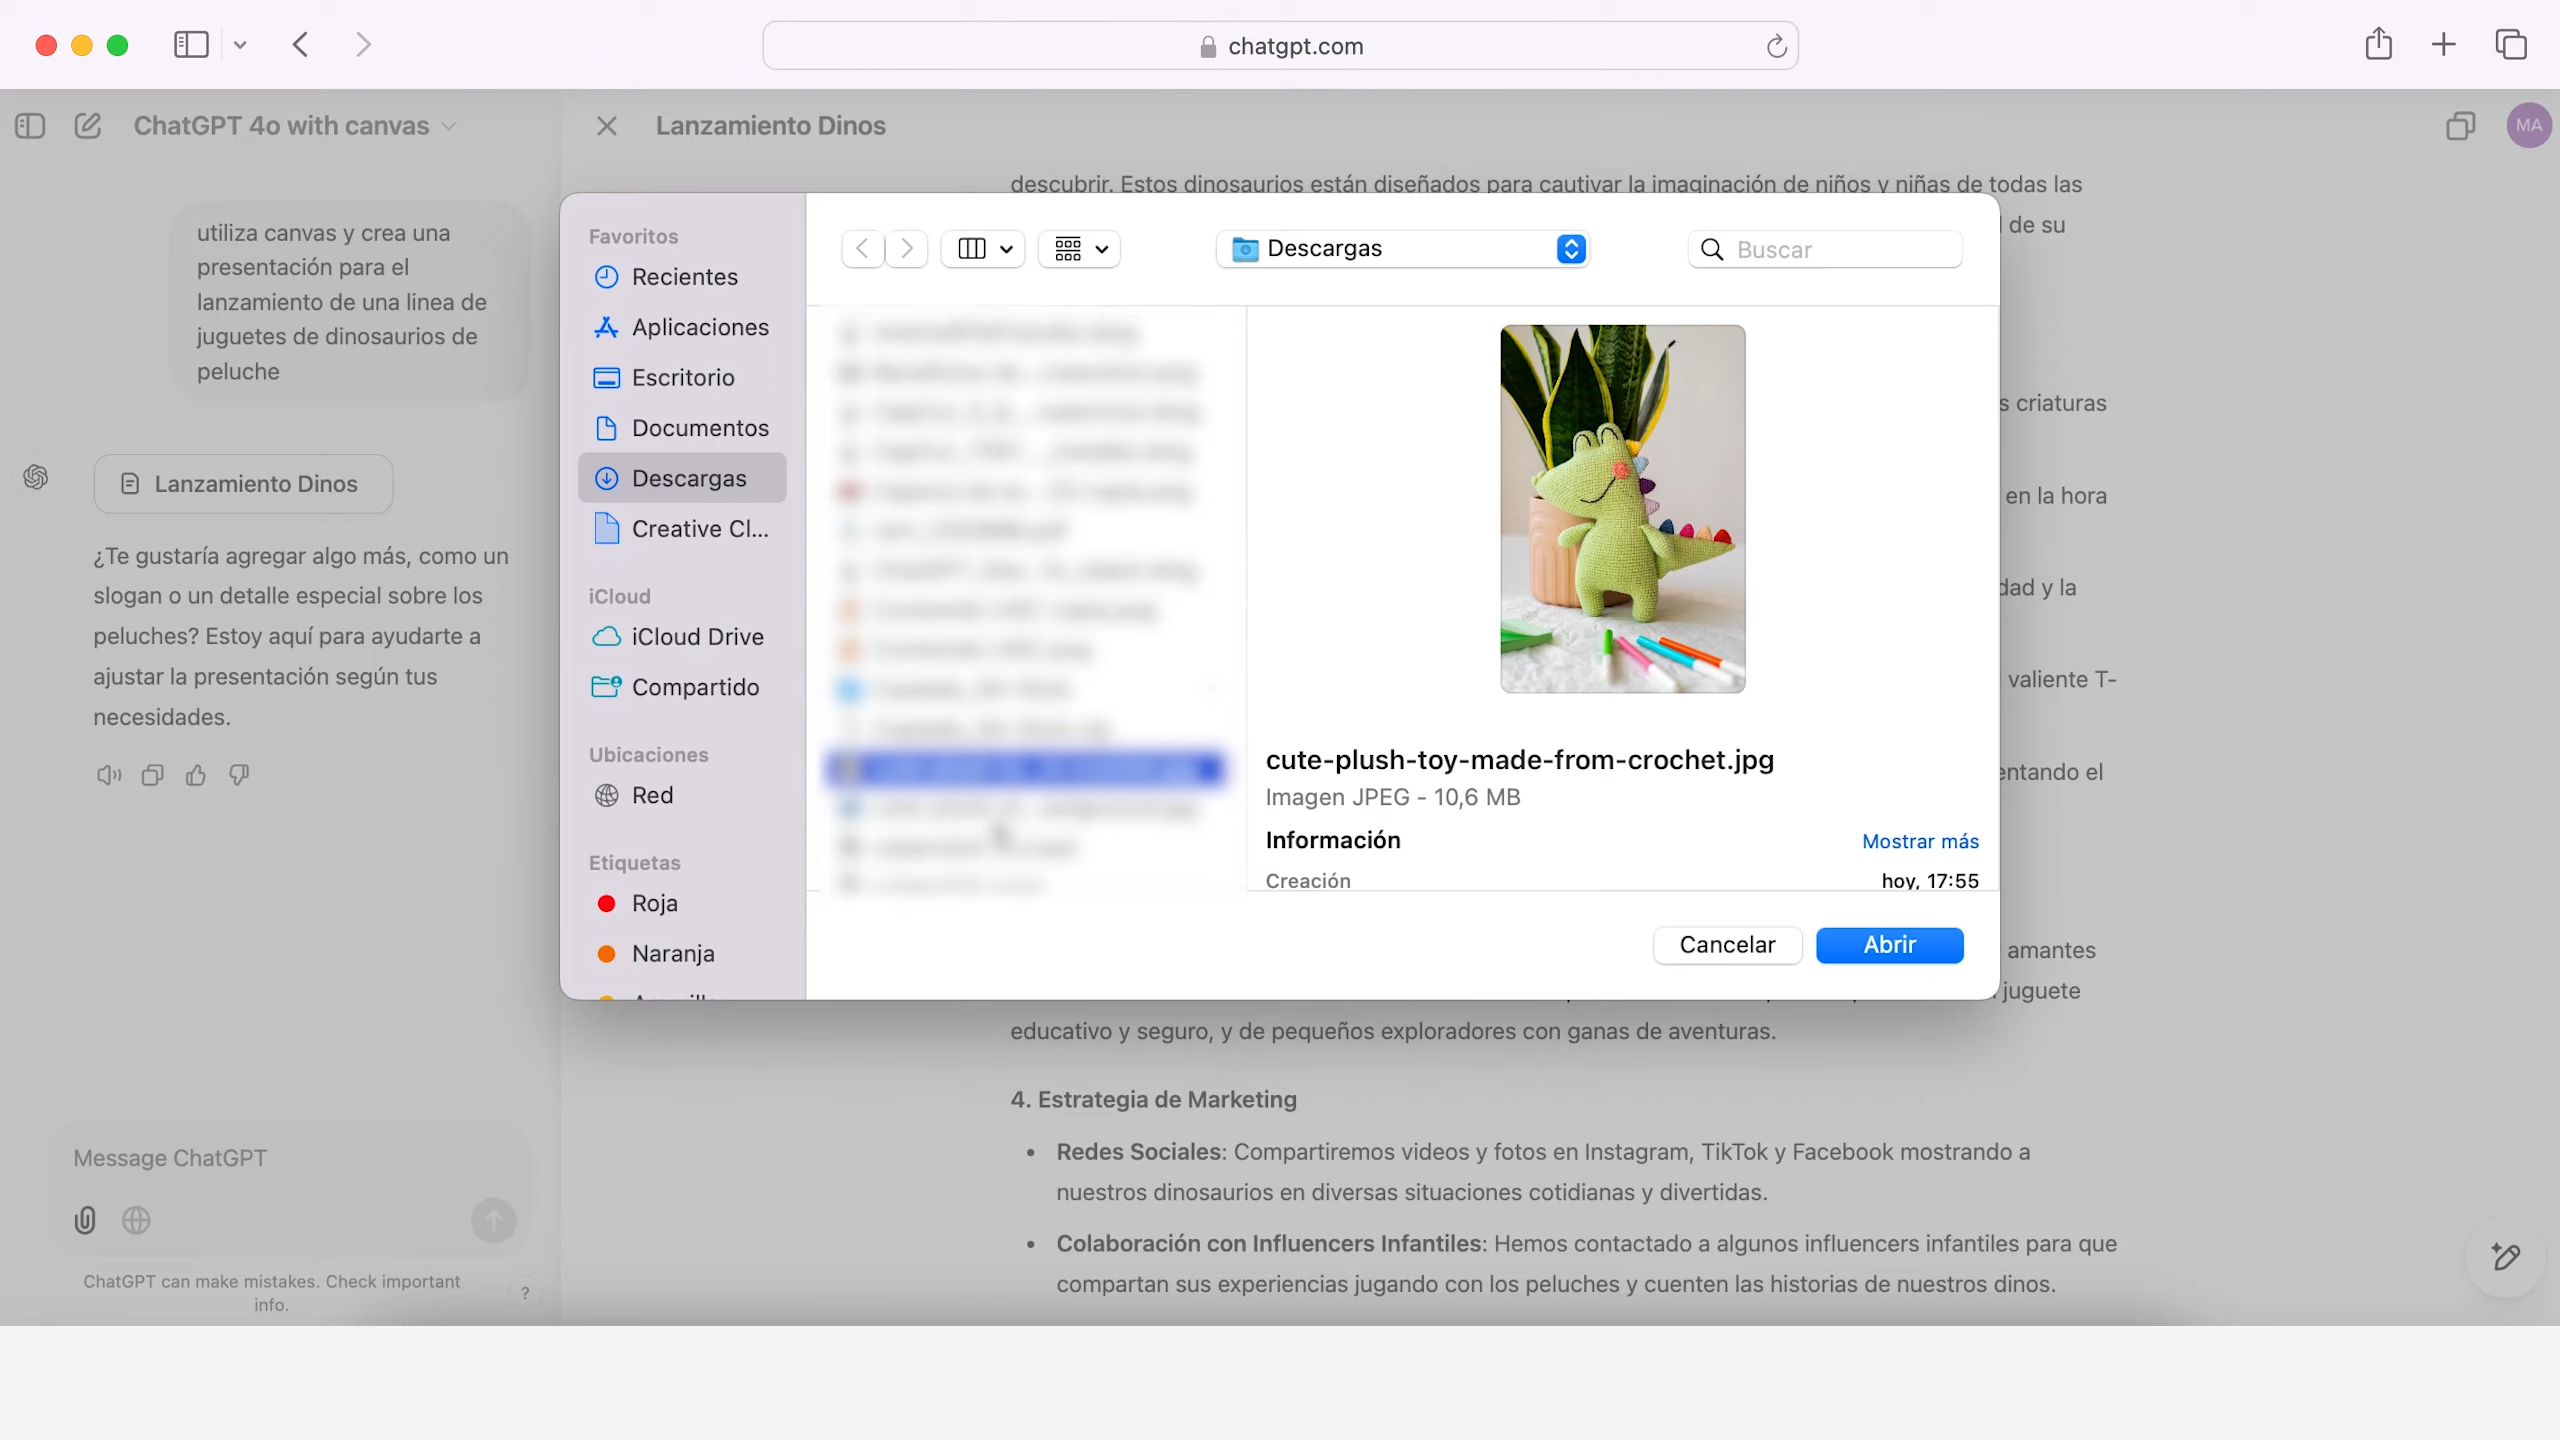 chatgpt.com
ChatGPT 4o with canvas
Lanzamiento Dinos
MA
utiliza canvas y crea una
presentación para el
lanzamiento de una linea de
juguetes de dinosaurios de
peluche
Lanzamiento Dinos
¿Te gustaría agregar algo más, como un
slogan o un detalle especial sobre los
peluches? Estoy aquí para ayudarte a
ajustar la presentación según tus
necesidades.
Message ChatGPT
ChatGPT can make mistakes. Check important
info.
?
descubrir. Estos dinosaurios están diseñados para cautivar la imaginación de niños y niñas de todas las
de su
criaturas
en la hora
y la
valiente T-
el
amantes
juguete
educativo y seguro, y de pequeños exploradores con ganas de aventuras.
4. Estrategia de Marketing
• Redes Sociales: Compartiremos videos y fotos en Instagram, TikTok y Facebook mostrando a
nuestros dinosaurios en diversas situaciones cotidianas y divertidas.
• Colaboración con Influencers Infantiles: Hemos contactado a algunos influencers infantiles para que
compartan sus experiencias jugando con los peluches y cuenten las historias de nuestros dinos.
Favoritos
Recientes
Aplicaciones
Escritorio
Documentos
Descargas
Creative Cl...
iCloud
iCloud Drive
Compartido
Ubicaciones
Red
Etiquetas
Roja
Naranja
Descargas
Buscar
cute-plush-toy-made-from-crochet.jpg
Imagen JPEG - 10,6 MB
Información
Mostrar más
Creación
hoy, 17:55
Cancelar
Abrir